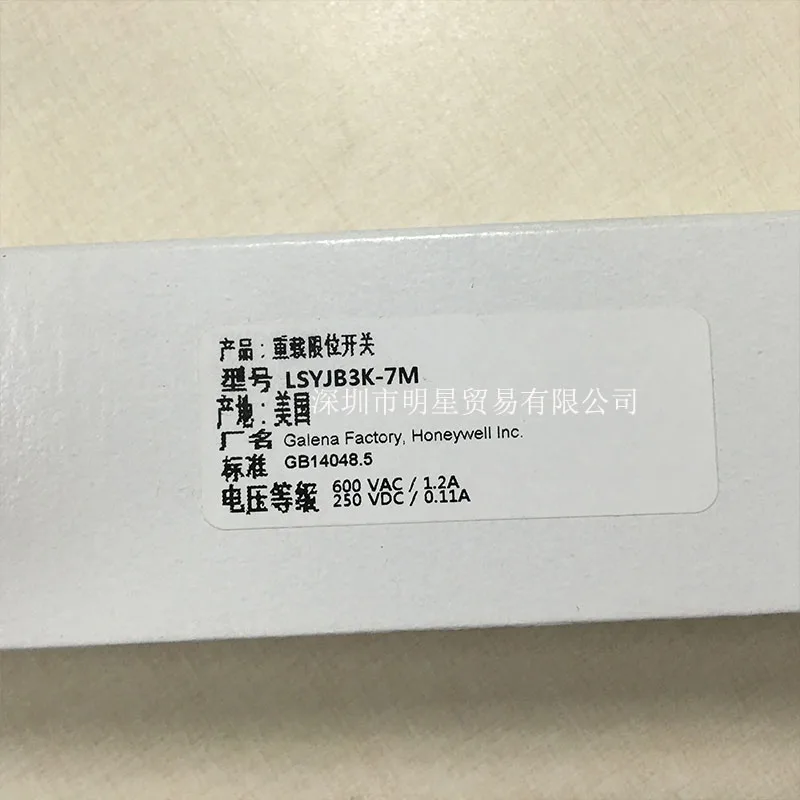 产品：重载限位开关
型号 LSYJB3K-7M
产地：美国
深圳市明星贸易有限公司
厂名 Galena Factory, Honeywell Inc.
标准 GB14048.5
电压等级 600 VAC / 1.2A
250 VDC / 0.11A